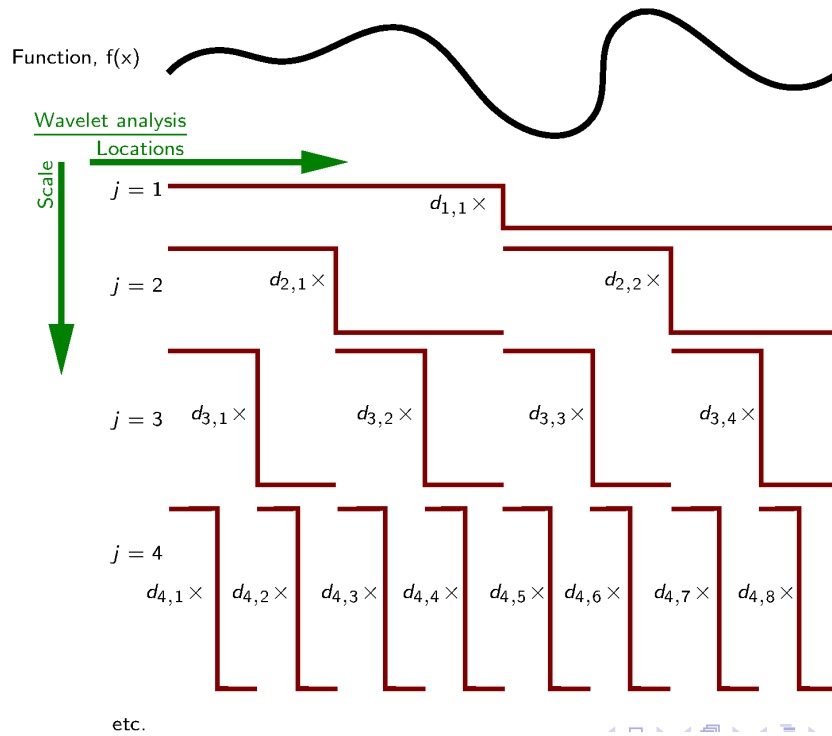 Function, f(x)
Wavelet analysis
Locations
Scale
j = 1
d1,1 ×
j = 2
d2,1 ×
d2,2 ×
j = 3
d3,1 ×
d3,2 ×
d3,3 ×
d3,4 ×
j = 4
d4,1 ×
d4,2 ×
d4,3 ×
d4,4 ×
d4,5 ×
d4,6 ×
d4,7 ×
d4,8 ×
etc.